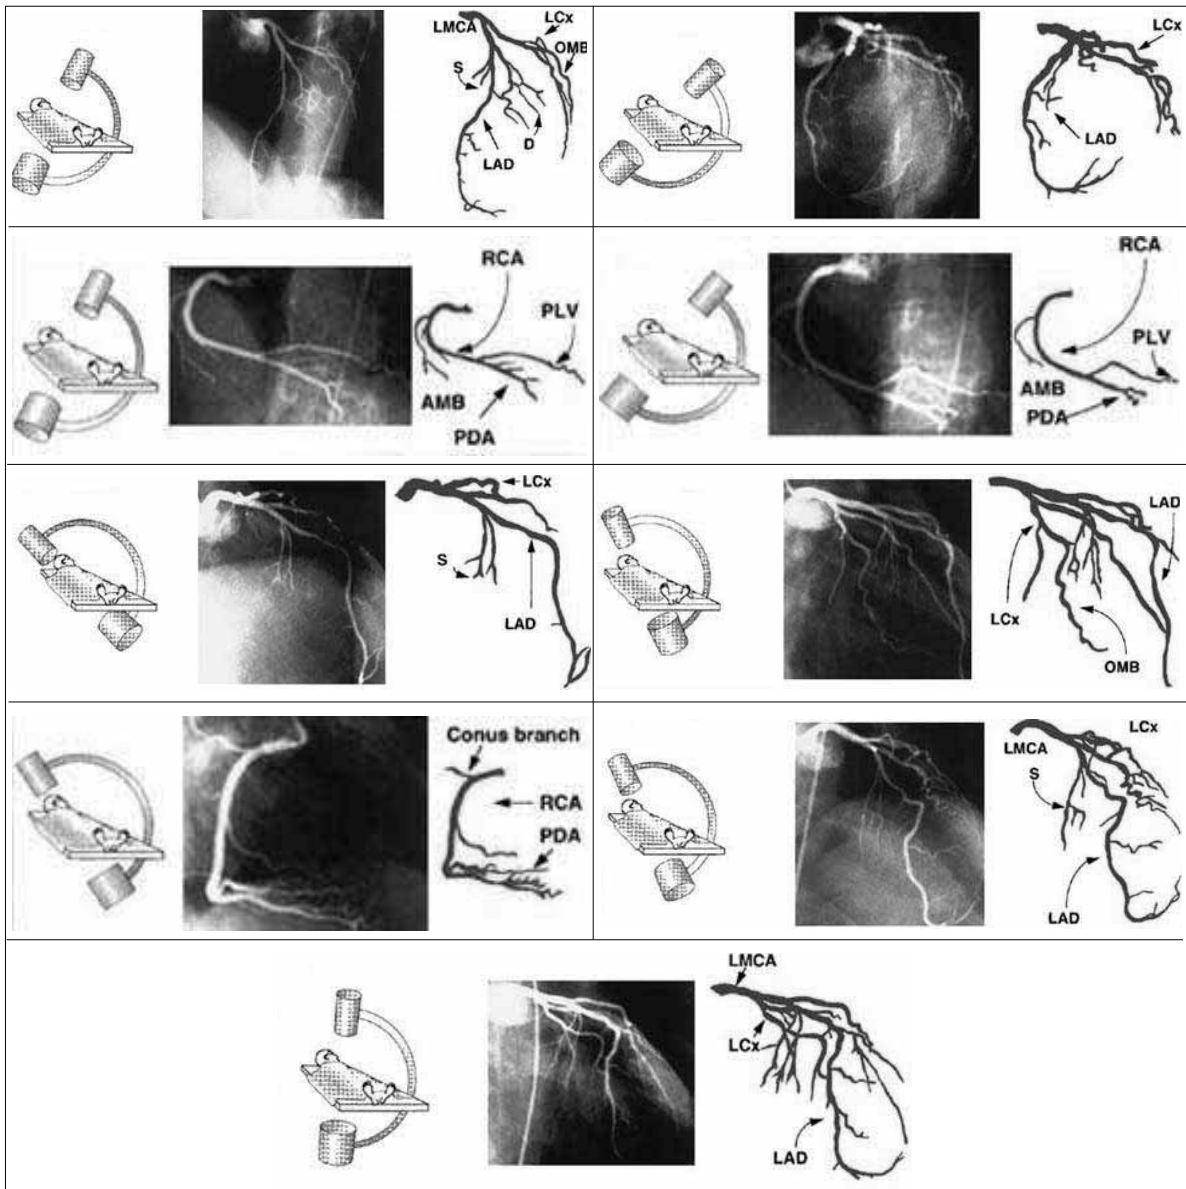 LMCA
LCx
OMB
S
D
LAD
LCx
LAD
RCA
PLV
AMB
PDA
RCA
PLV
AMB
PDA
LCx
S
LAD
LAD
LCx
OMB
Conus branch
RCA
PDA
LCx
LMCA
S
LAD
LMCA
LCx
LAD